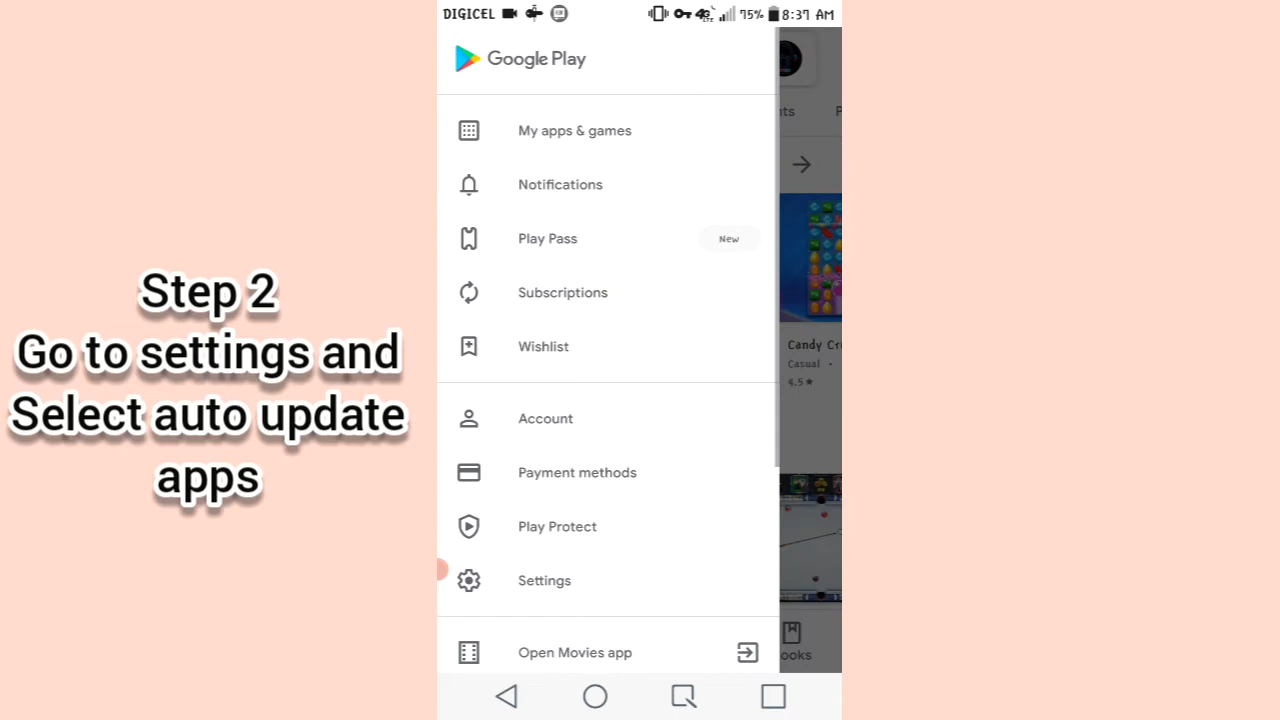 DIGICEL
75%
8:37 AM
Google Play
My apps & games
Notifications
Play Pass
New
Subscriptions
Wishlist
Account
Payment methods
Play Protect
Settings
Open Movies app
Step 2
Go to settings and
Select auto update
apps
Candy Cr
Casual
4.5★
ooks